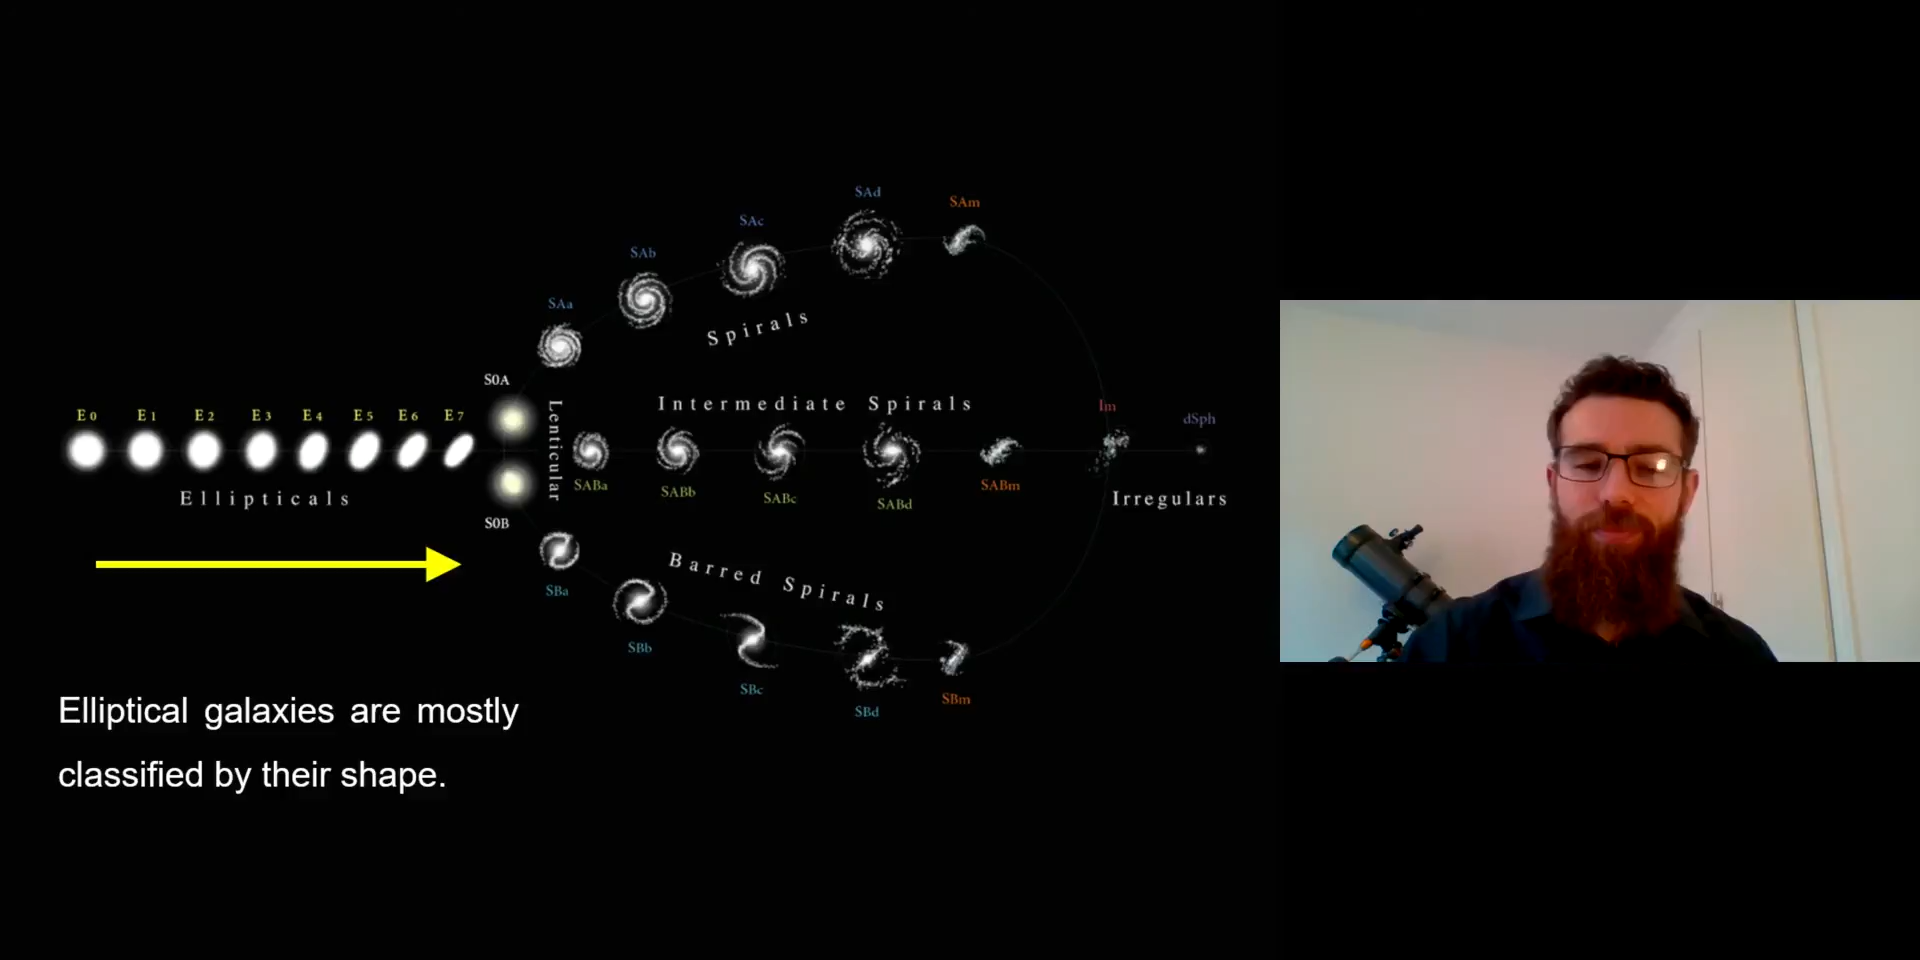 SAd
SAm
SAc
SAb
SAa
Spirals
S0A
Intermediate Spirals
Im
E0 E1 E2 E3 E4 E5 E6 E7
dSph
Lenticular
SABa
SABb
SABc
SABd
SABm
Ellipticals
Irregulars
S0B
Barred Spirals
SBa
SBb
SBc
SBd
SBm
Elliptical galaxies are mostly
classified by their shape.